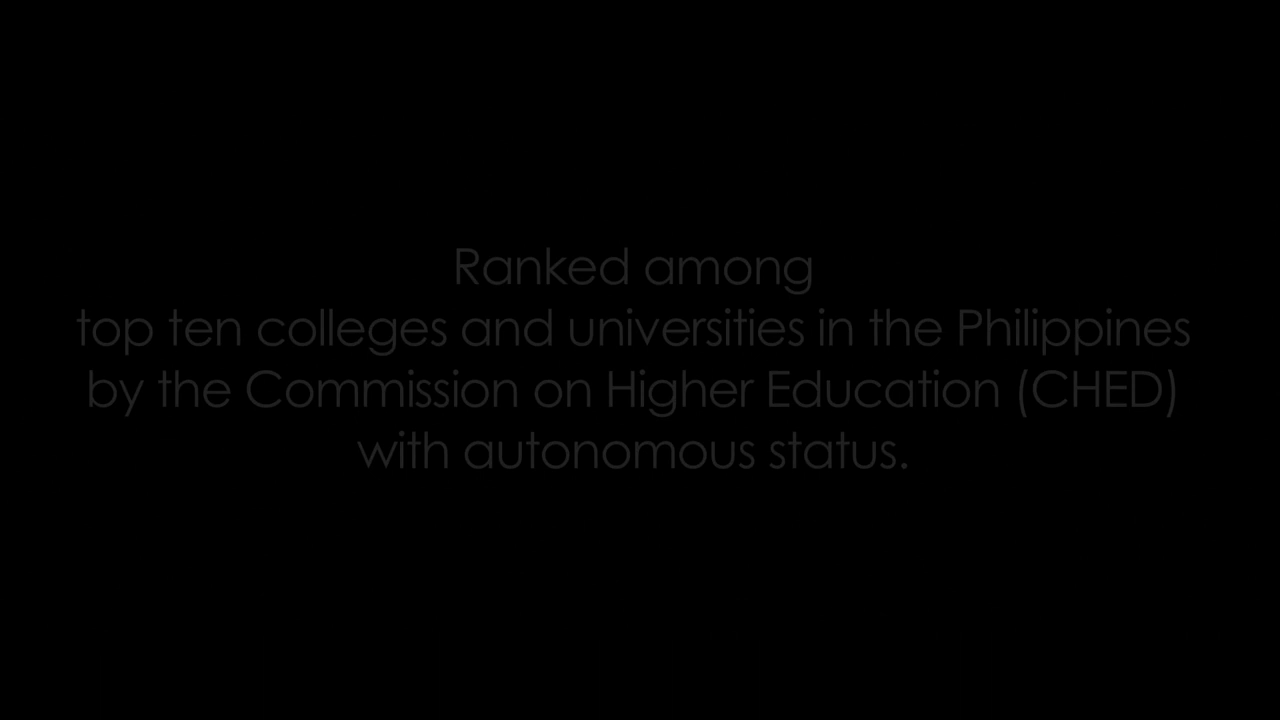 Ranked among
top ten colleges and universities in the Philippines
by the Commission on Higher Education (CHED)
with autonomous status.